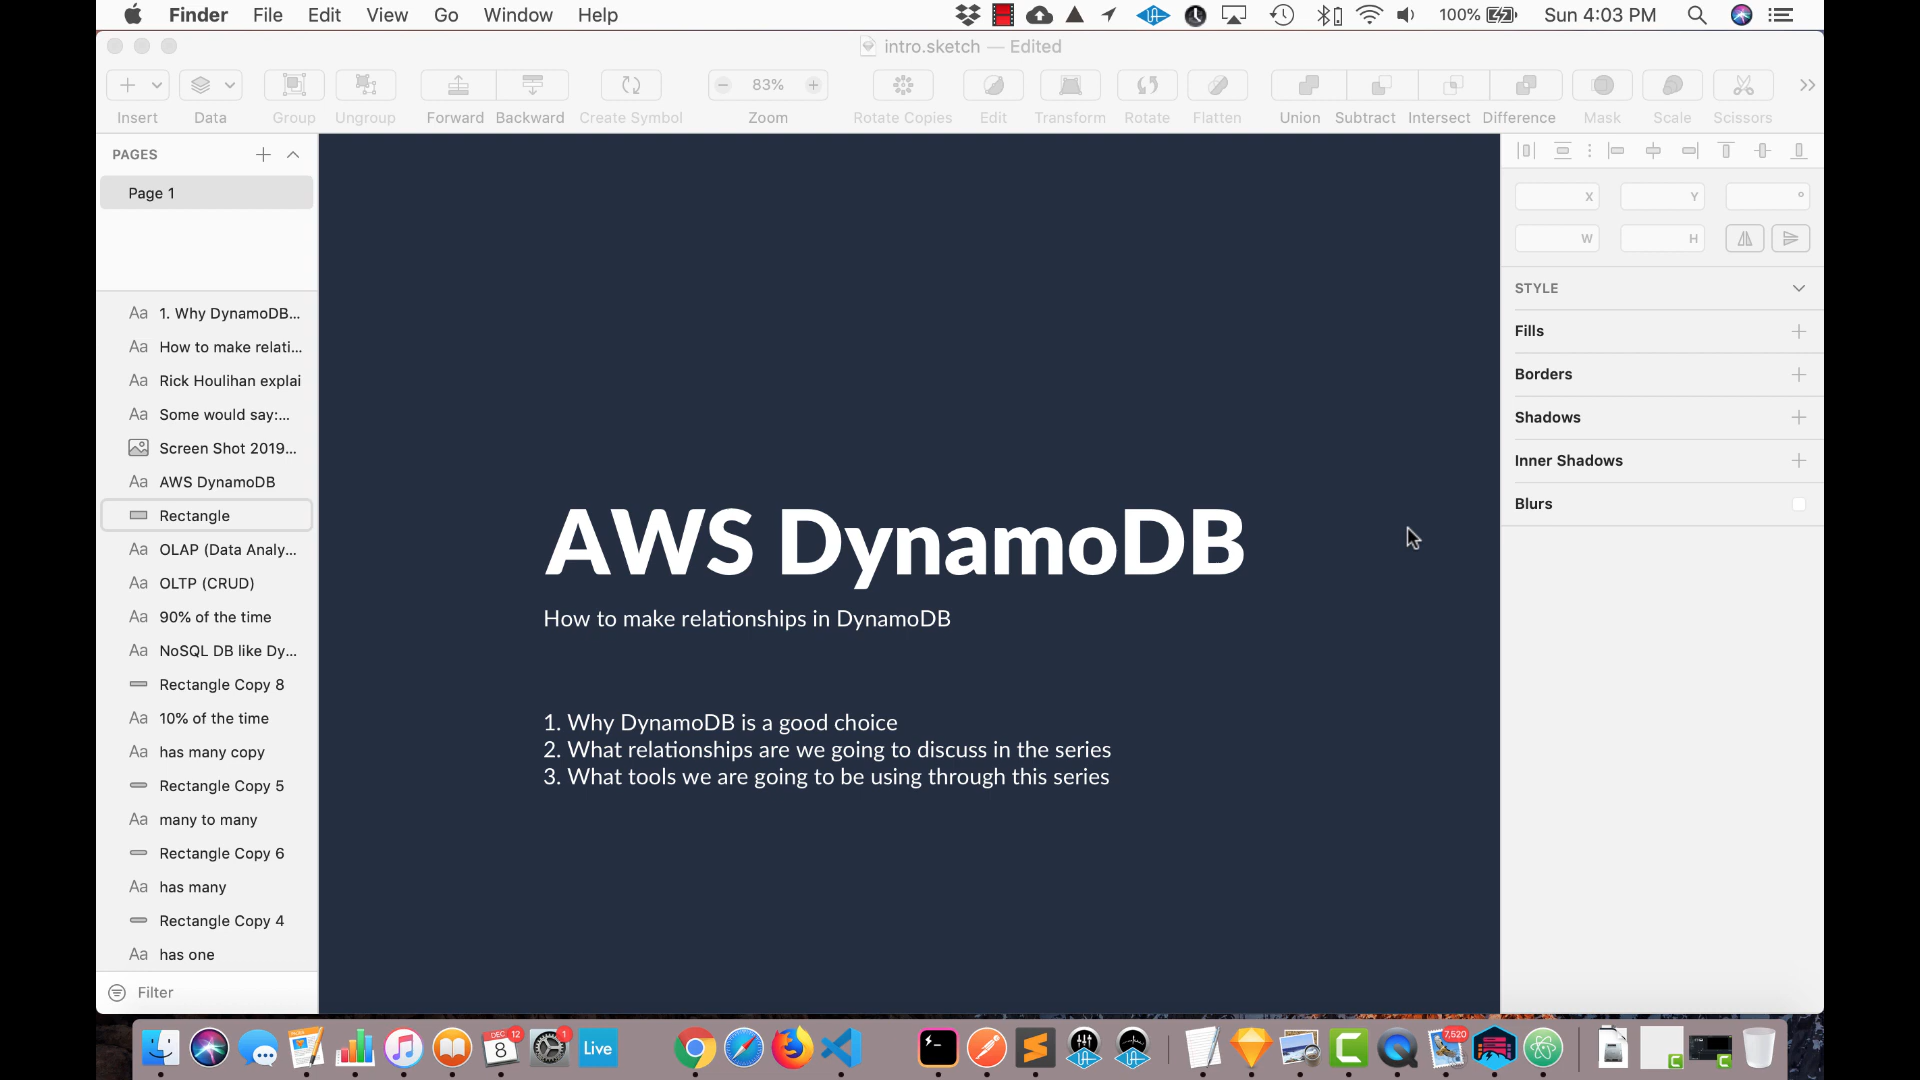 Finder File Edit View Go Window Help 100% Sun 4:03 PM
intro.sketch — Edited
83%
Insert Data Group Ungroup Forward Backward Create Symbol Zoom Rotate Copies Edit Transform Rotate Flatten Union Subtract Intersect Difference Mask Scale Scissors
PAGES
Page 1
X Y °
W H
STYLE
Fills
Borders
Shadows
Inner Shadows
Blurs
Aa 1. Why DynamoDB...
Aa How to make relati...
Aa Rick Houlihan explai
Aa Some would say:...
Screen Shot 2019...
Aa AWS DynamoDB
Rectangle
Aa OLAP (Data Analy...
Aa OLTP (CRUD)
Aa 90% of the time
Aa NoSQL DB like Dy...
Rectangle Copy 8
Aa 10% of the time
Aa has many copy
Rectangle Copy 5
Aa many to many
Rectangle Copy 6
Aa has many
Rectangle Copy 4
Aa has one
Filter
AWS DynamoDB
How to make relationships in DynamoDB
1. Why DynamoDB is a good choice
2. What relationships are we going to discuss in the series
3. What tools we are going to be using through this series
DEC 12
8
1
Live
7,520